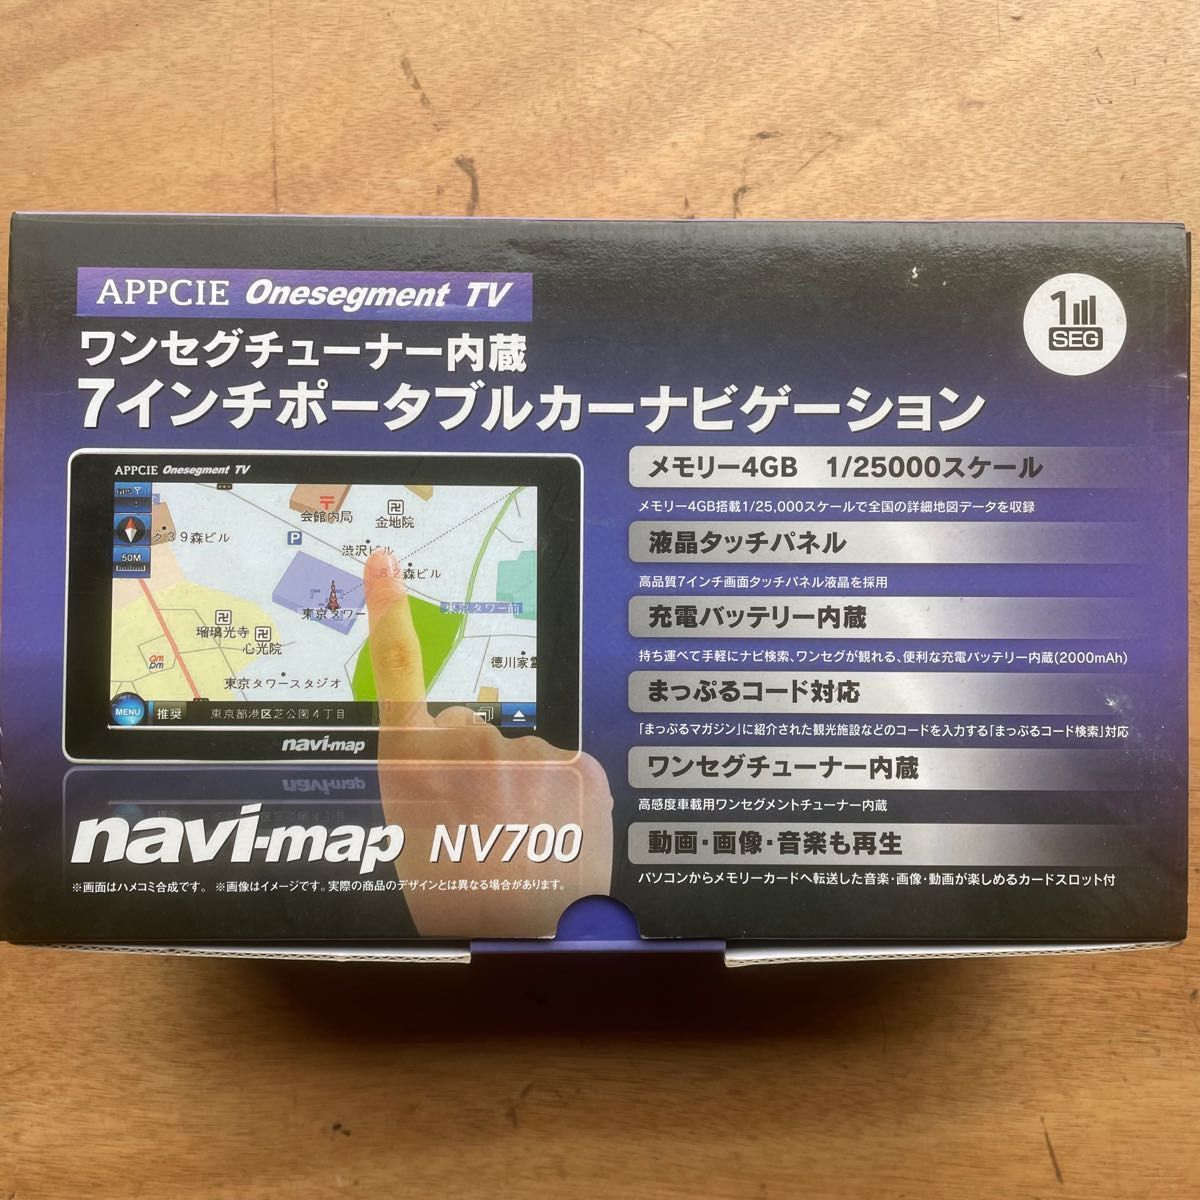 APPCIE Onesegment TV
1 SEG
ワンセグチューナー内蔵
7インチポータブルカーナビゲーション
APPCIE Onesegment TV
会館内局
金地院
39森ビル
P
渋沢ビル
32森ビル
東京タワー
東京タワー前
瑠璃光寺
心光院
am pm
徳川家霊
東京タワースタジオ
50M
MENU 推奨 東京都港区芝公園4丁目
navi-map
navi-map NV700
※画面はハメコミ合成です。 ※画像はイメージです。実際の商品のデザインとは異なる場合があります。
メモリー4GB 1/25000スケール
メモリー4GB搭載1/25,000スケールで全国の詳細地図データを収録
液晶タッチパネル
高品質7インチ画面タッチパネル液晶を採用
充電バッテリー内蔵
持ち運べて手軽にナビ検索、ワンセグが観れる、便利な充電バッテリー内蔵(2000mAh)
まっぷるコード対応
「まっぷるマガジン」に紹介された観光施設などのコードを入力する「まっぷるコード検索」対応
ワンセグチューナー内蔵
高感度車載用ワンセグメントチューナー内蔵
動画・画像・音楽も再生
パソコンからメモリーカードへ転送した音楽・画像・動画が楽しめるカードスロット付